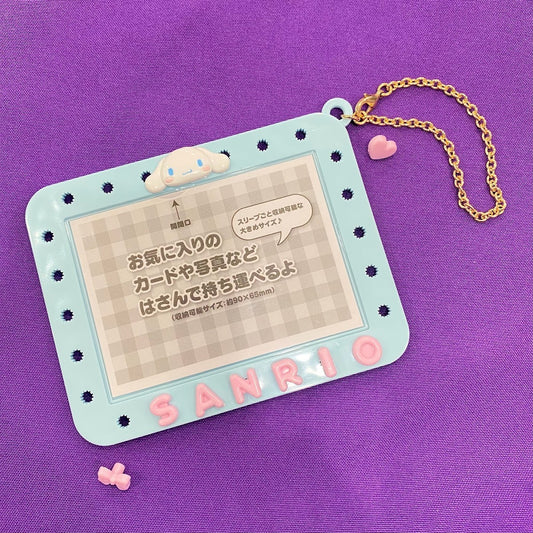 開閉口
スリーブごと収納可能な
大きめサイズ♪
お気に入りの
カードや写真など
はさんで持ち運べるよ
(収納可能サイズ:約90×65mm)
SANRIO